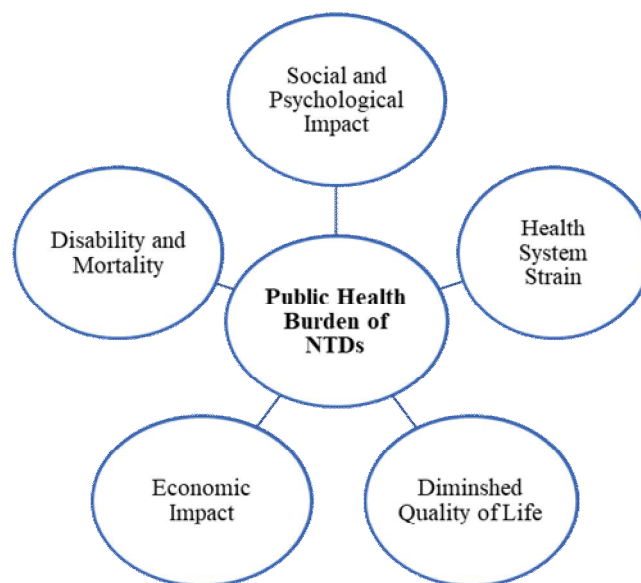 Social and
Psychological
Impact
Disability and
Mortality
Health
System
Strain
Public Health
Burden of
NTDs
Economic
Impact
Diminshed
Quality of Life